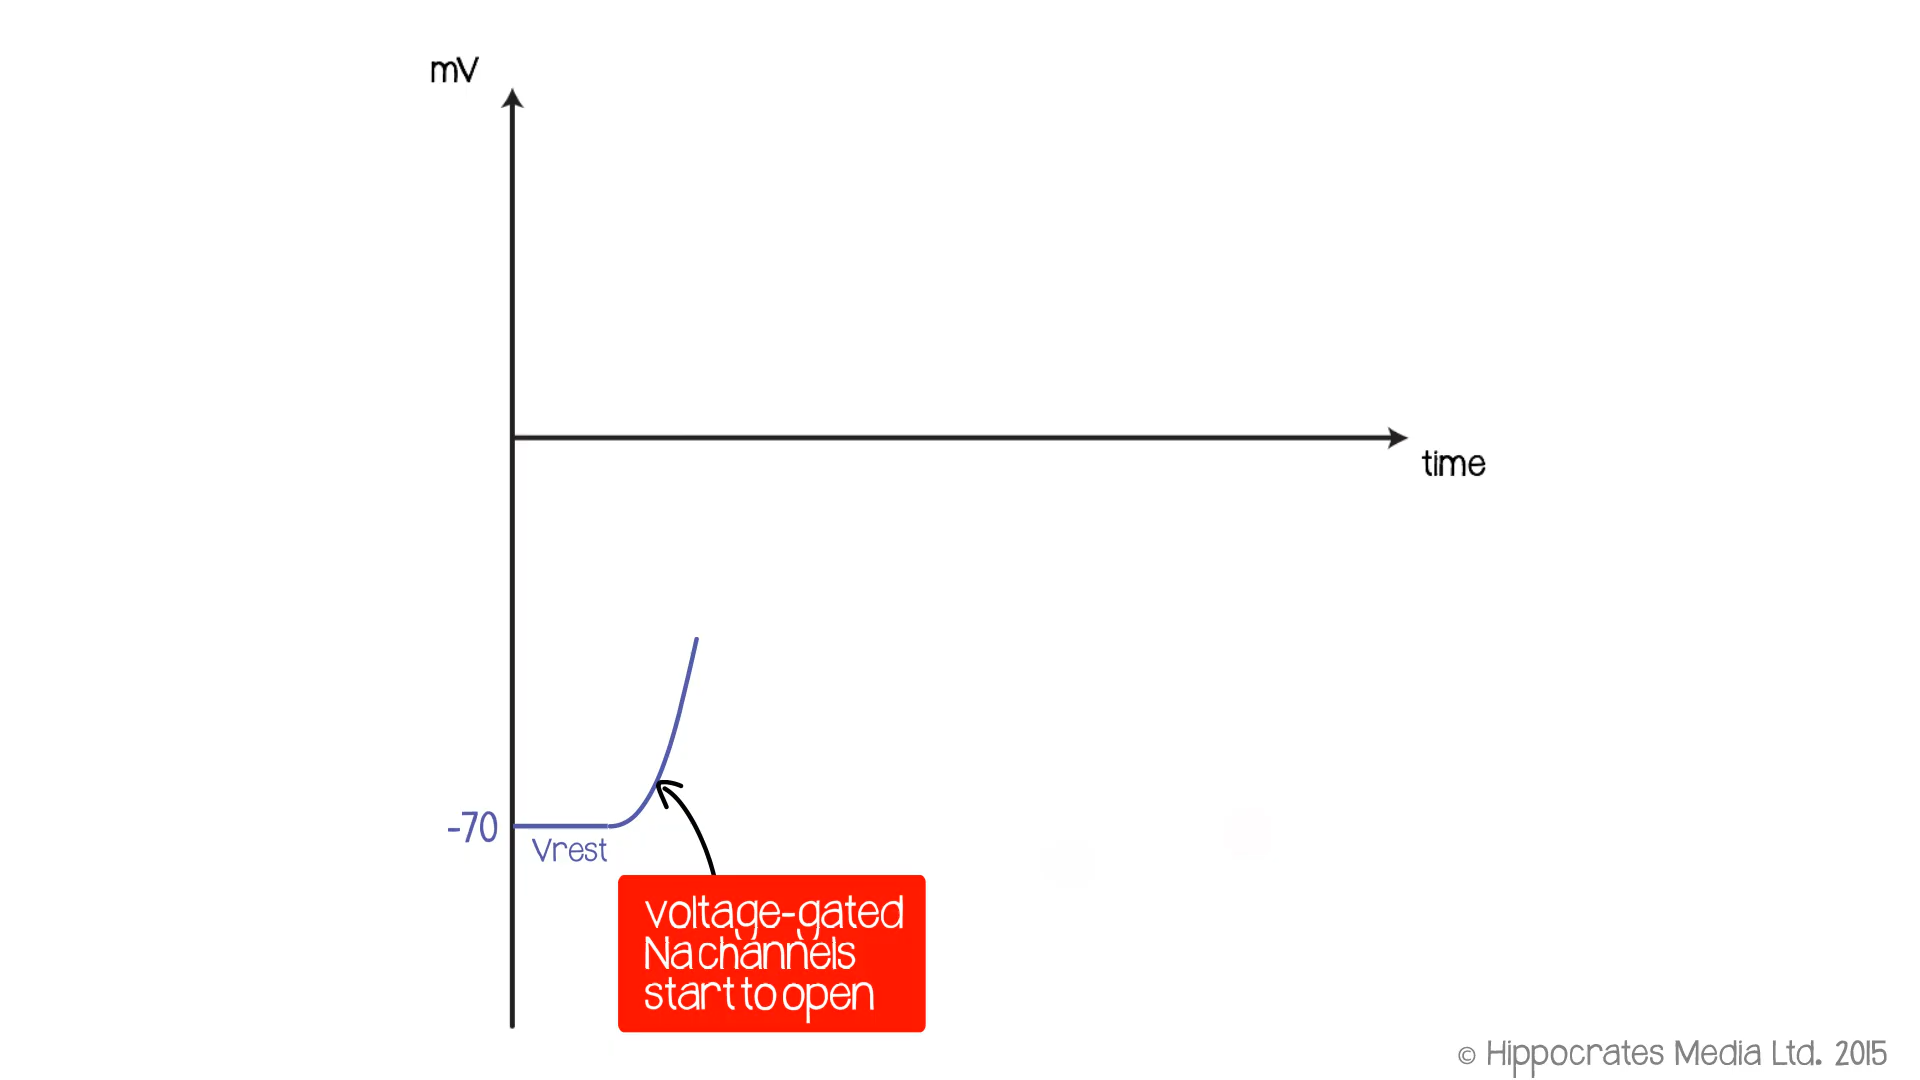 mV
time
-70
Vrest
voltage-gated
Na channels
start to open
© Hippocrates Media Ltd. 2015